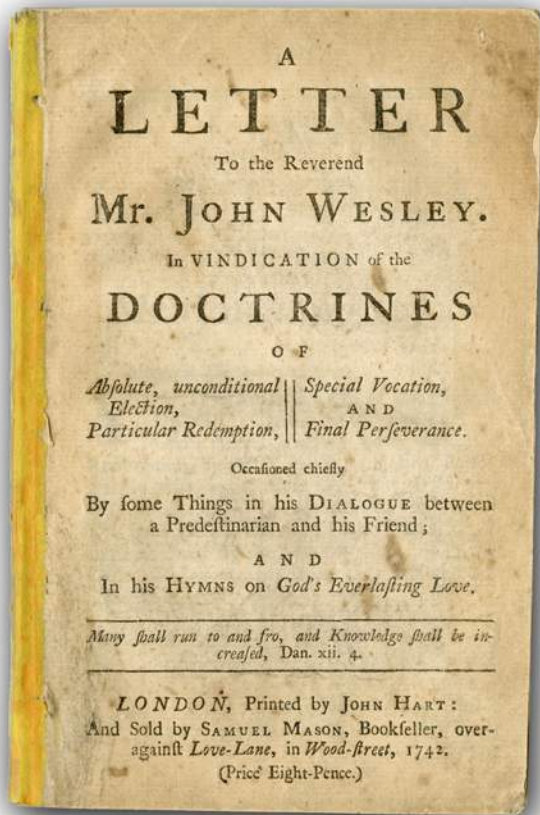 A
LETTER
To the Reverend
Mr. JOHN WESLEY.
In VINDICATION of the
DOCTRINES
OF
Abſolute, unconditional || Special Vocation,
Election, || AND
Particular Redemption, || Final Perſeverance.
Occaſioned chiefly
By ſome Things in his DIALOGUE between
a Predeſtinarian and his Friend;
AND
In his HYMNS on God's Everlaſting Love.
Many ſhall run to and fro, and Knowledge ſhall be in-
creaſed, Dan. xii. 4.
LONDON, Printed by JOHN HART:
And Sold by SAMUEL MASON, Bookſeller, over-
againſt Love-Lane, in Wood-ſtreet, 1742.
(Price Eight-Pence.)